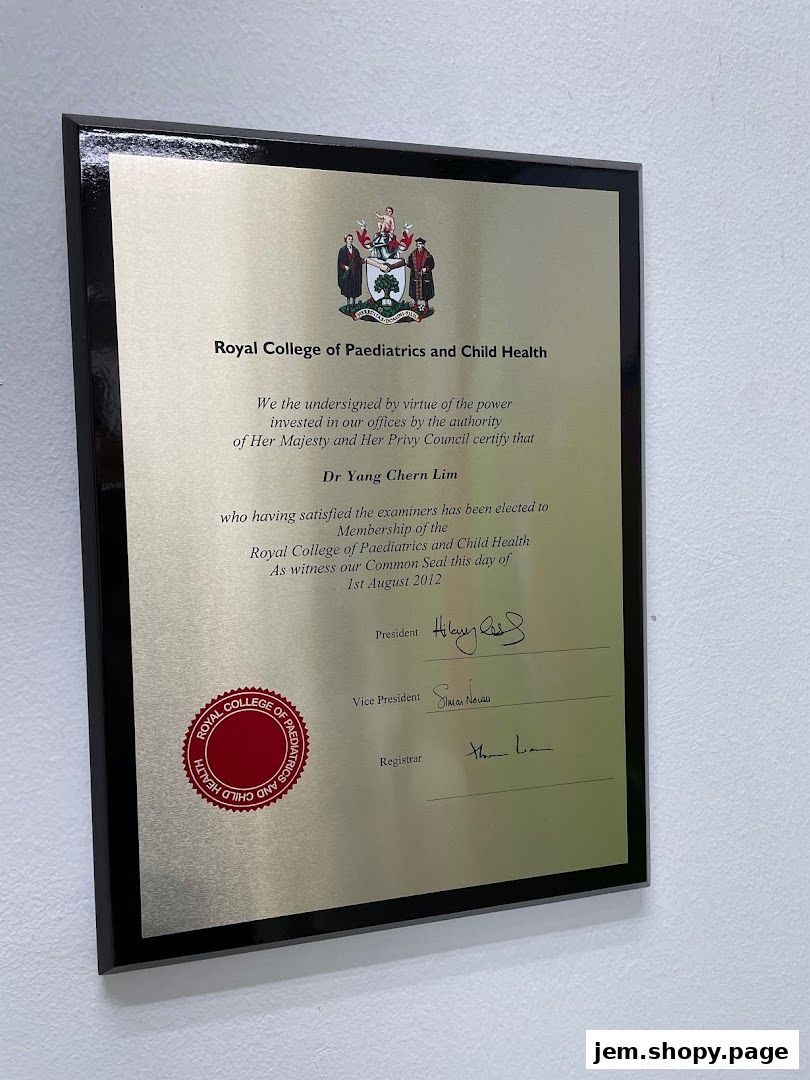 Royal College of Paediatrics and Child Health
We the undersigned by virtue of the power
invested in our offices by the authority
of Her Majesty and Her Privy Council certify that
Dr Yang Chern Lim
who having satisfied the examiners has been elected to
Membership of the
Royal College of Paediatrics and Child Health
As witness our Common Seal this day of
1st August 2012
President
Vice President
Registrar
ROYAL COLLEGE OF PAEDIATRICS AND CHILD HEALTH
jem.shopy.page